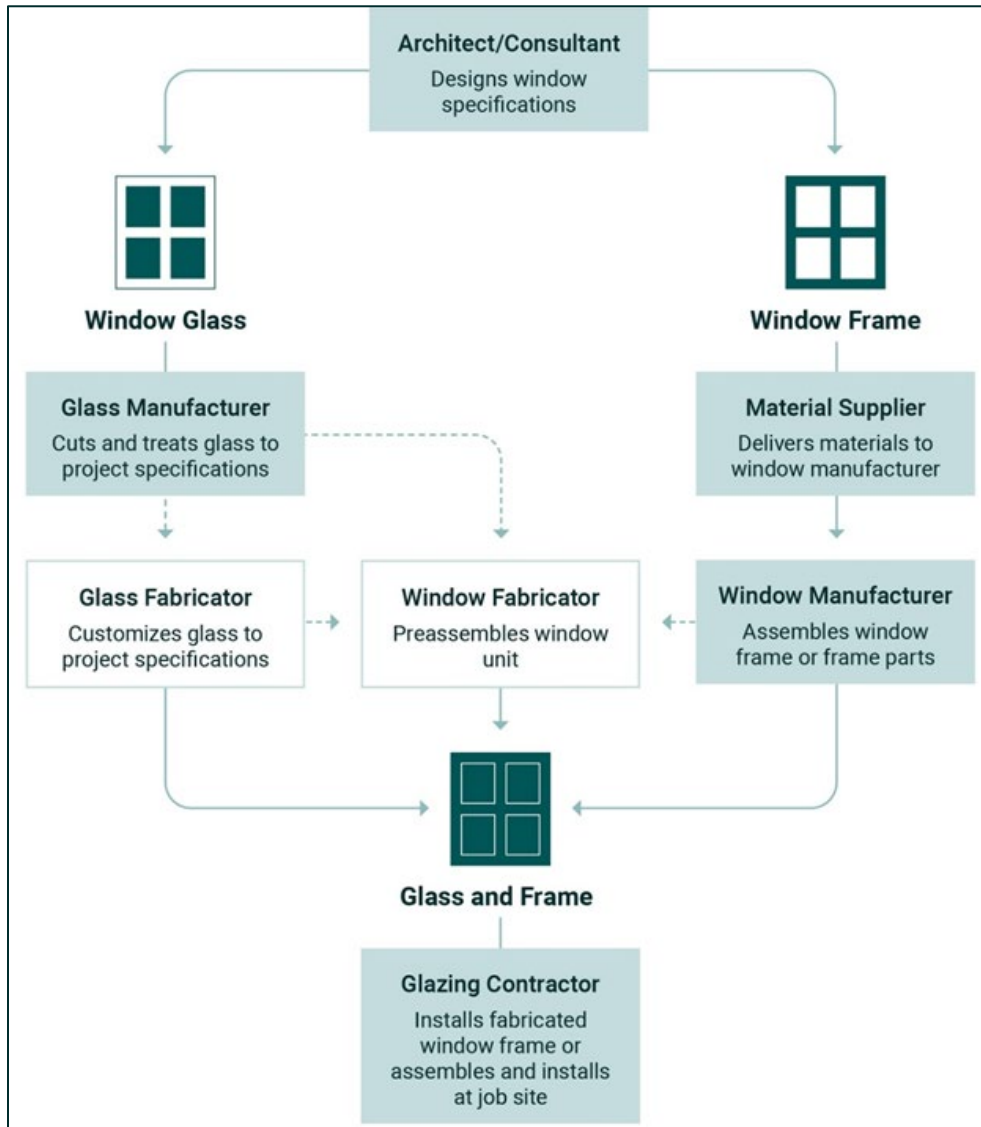 Architect/Consultant
Designs window
specifications
Window Glass
Window Frame
Glass Manufacturer
Cuts and treats glass to
project specifications
Material Supplier
Delivers materials to
window manufacturer
Glass Fabricator
Customizes glass to
project specifications
Window Fabricator
Preassembles window
unit
Window Manufacturer
Assembles window
frame or frame parts
Glass and Frame
Glazing Contractor
Installs fabricated
window frame or
assembles and installs
at job site